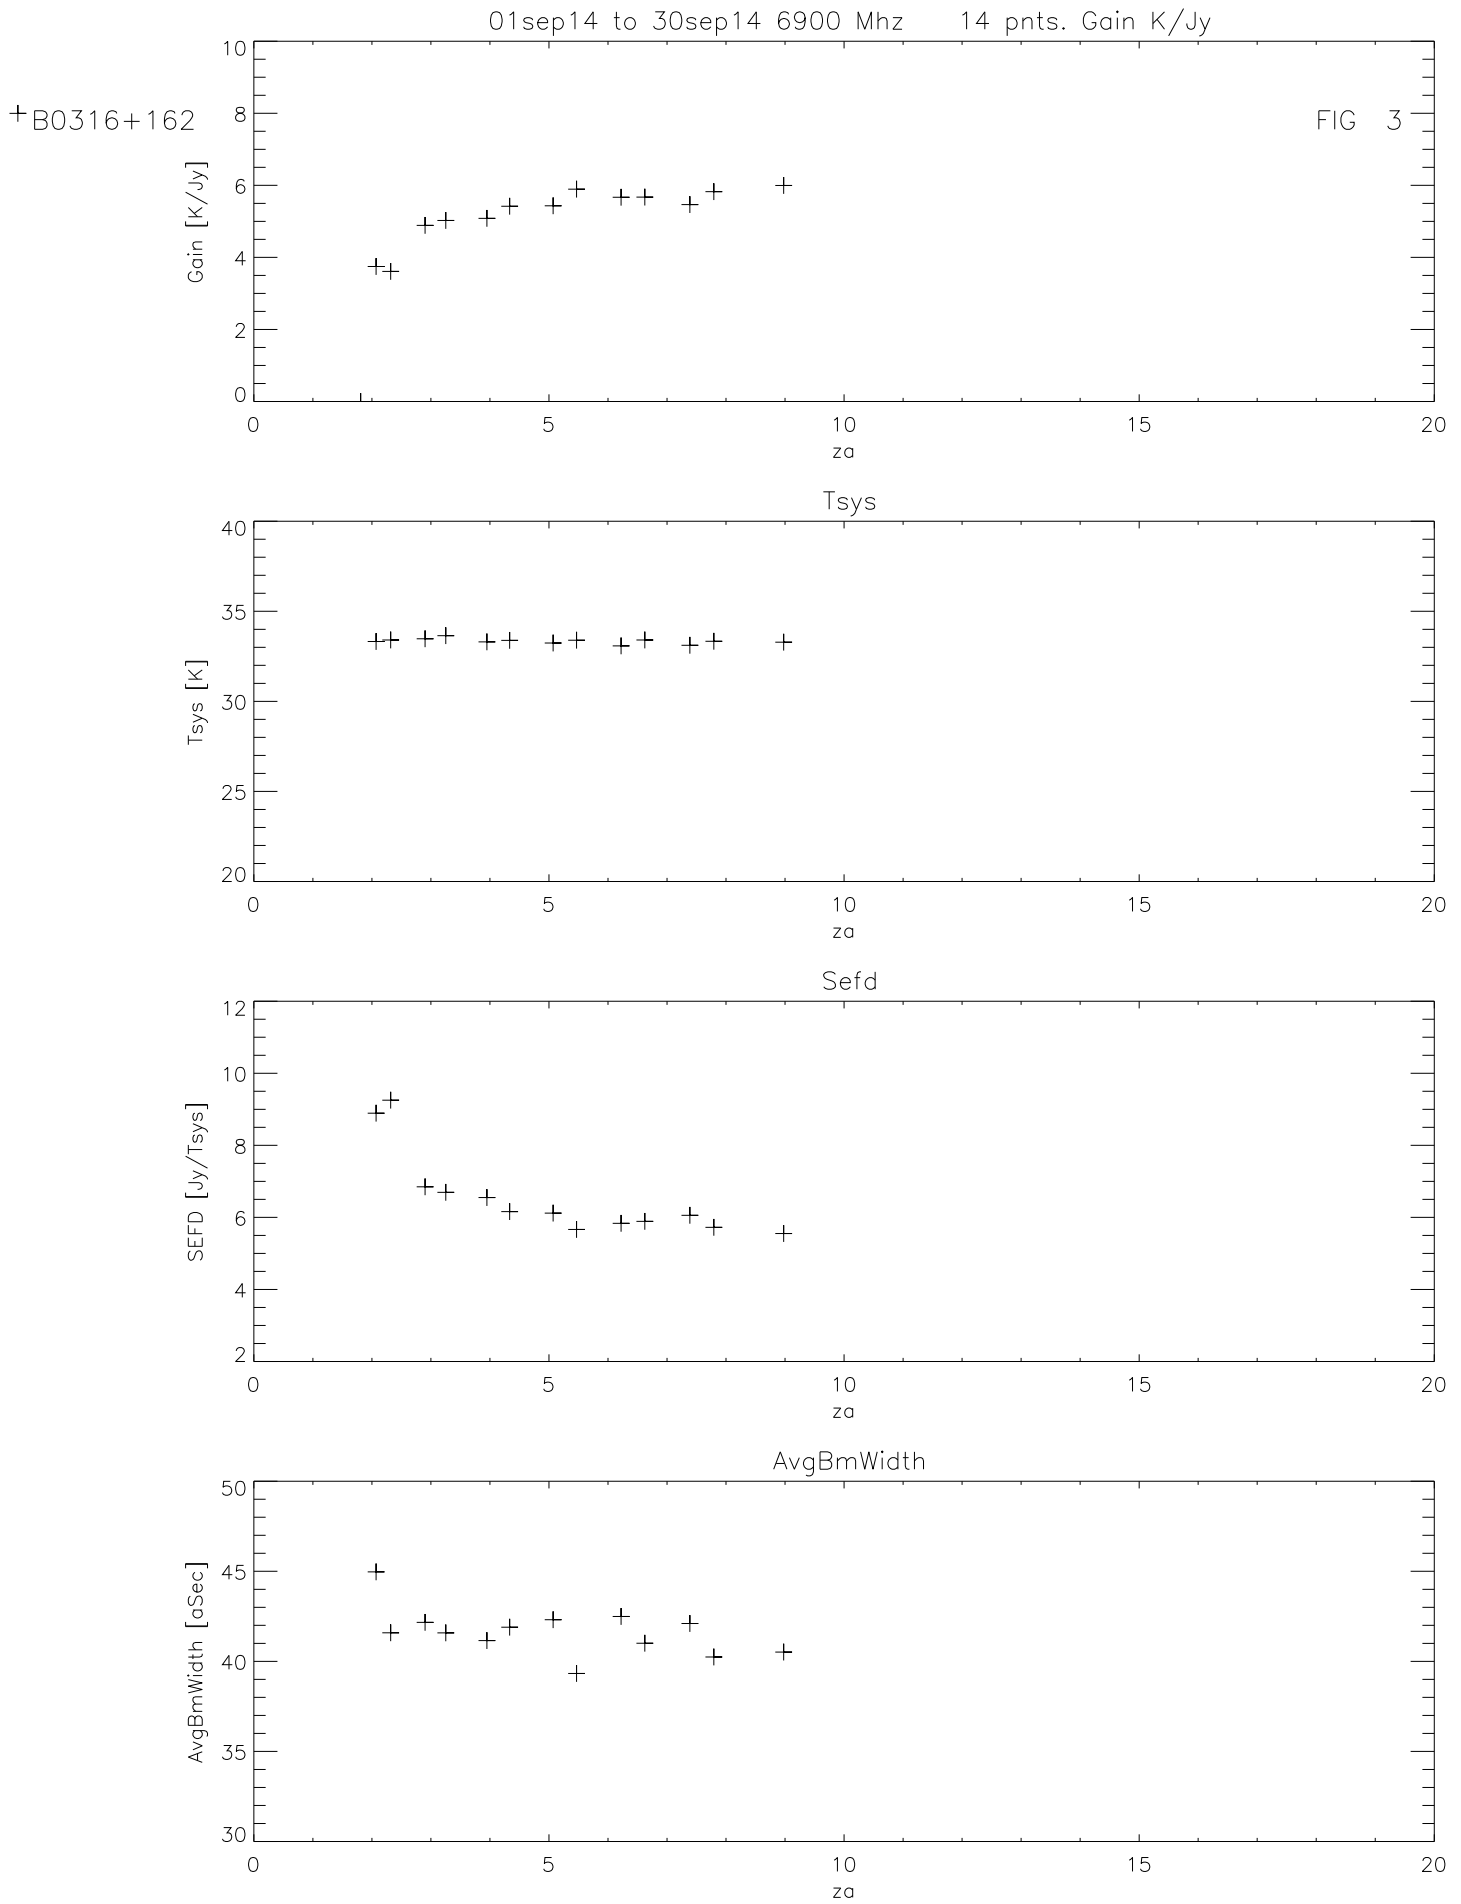 01sep14 to 30sep14 6900 Mhz 14 pnts. Gain K/Jy
+B0316+162
FIG 3
Gain [K/Jy]
10
8
6
4
2
0
0 5 10 15 20
za
Tsys
Tsys [K]
40
35
30
25
20
0 5 10 15 20
za
Sefd
SEFD [Jy/Tsys]
12
10
8
6
4
2
0 5 10 15 20
za
AvgBmWidth
AvgBmWidth [aSec]
50
45
40
35
30
0 5 10 15 20
za